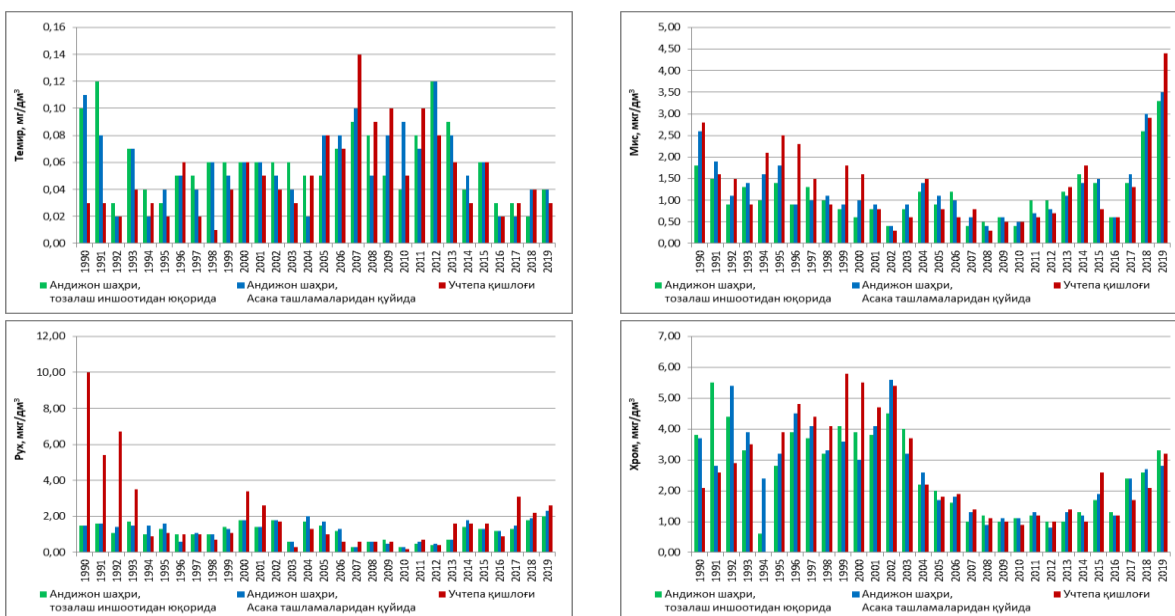 Темир, мг/дм³
0,16
0,14
0,12
0,10
0,08
0,06
0,04
0,02
0,00
1990 1991 1992 1993 1994 1995 1996 1997 1998 1999 2000 2001 2002 2003 2004 2005 2006 2007 2008 2009 2010 2011 2012 2013 2014 2015 2016 2017 2018 2019
Андижон шаҳри, Андижон шаҳри, Учтепа қишлоғи
тозалаш иншоотидан юқорида Асака ташламаларидан қуйида
Мис, мкг/дм³
5,00
4,50
4,00
3,50
3,00
2,50
2,00
1,50
1,00
0,50
0,00
1990 1991 1992 1993 1994 1995 1996 1997 1998 1999 2000 2001 2002 2003 2004 2005 2006 2007 2008 2009 2010 2011 2012 2013 2014 2015 2016 2017 2018 2019
Андижон шаҳри, Андижон шаҳри, Учтепа қишлоғи
тозалаш иншоотидан юқорида Асака ташламаларидан қуйида
Рух, мкг/дм³
12,00
10,00
8,00
6,00
4,00
2,00
0,00
1990 1991 1992 1993 1994 1995 1996 1997 1998 1999 2000 2001 2002 2003 2004 2005 2006 2007 2008 2009 2010 2011 2012 2013 2014 2015 2016 2017 2018 2019
Андижон шаҳри, Андижон шаҳри, Учтепа қишлоғи
тозалаш иншоотидан юқорида Асака ташламаларидан қуйида
Хром, мкг/дм³
7,00
6,00
5,00
4,00
3,00
2,00
1,00
0,00
1990 1991 1992 1993 1994 1995 1996 1997 1998 1999 2000 2001 2002 2003 2004 2005 2006 2007 2008 2009 2010 2011 2012 2013 2014 2015 2016 2017 2018 2019
Андижон шаҳри, Андижон шаҳри, Учтепа қишлоғи
тозалаш иншоотидан юқорида Асака ташламаларидан қуйида